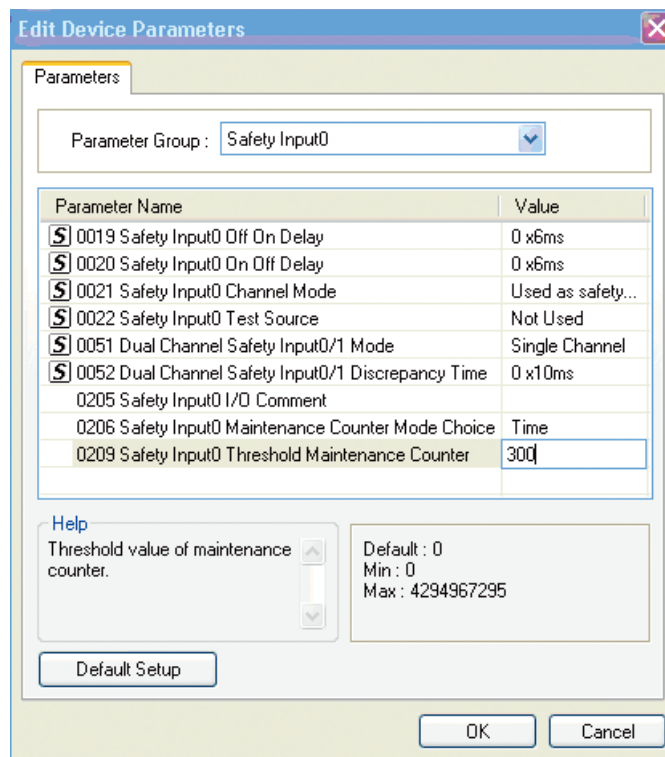 Edit Device Parameters
Parameters
Parameter Group : Safety Input0
Parameter Name Value
S 0019 Safety Input0 Off On Delay 0 x6ms
S 0020 Safety Input0 On Off Delay 0 x6ms
S 0021 Safety Input0 Channel Mode Used as safety...
S 0022 Safety Input0 Test Source Not Used
S 0051 Dual Channel Safety Input0/1 Mode Single Channel
S 0052 Dual Channel Safety Input0/1 Discrepancy Time 0 x10ms
0205 Safety Input0 I/O Comment
0206 Safety Input0 Maintenance Counter Mode Choice Time
0209 Safety Input0 Threshold Maintenance Counter 300
Help
Threshold value of maintenance
counter.
Default : 0
Min : 0
Max : 4294967295
Default Setup
OK Cancel